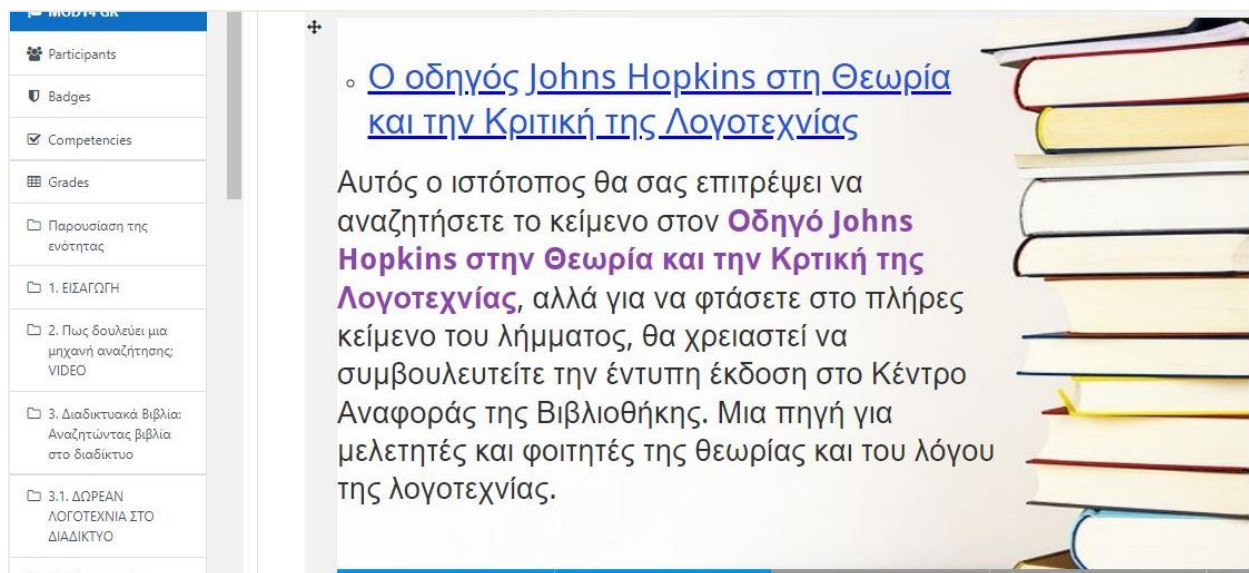 MOD14 GR
Participants
Badges
Competencies
Grades
Παρουσίαση της
ενότητας
1. ΕΙΣΑΓΩΓΗ
2. Πως δουλεύει μια
μηχανή αναζήτησης;
VIDEO
3. Διαδικτυακά Βιβλία:
Αναζητώντας βιβλία
στο διαδίκτυο
3.1. ΔΩΡΕΑΝ
ΛΟΓΟΤΕΧΝΙΑ ΣΤΟ
ΔΙΑΔΙΚΤΥΟ
Ο οδηγός Johns Hopkins στη Θεωρία
και την Κριτική της Λογοτεχνίας
Αυτός ο ιστότοπος θα σας επιτρέψει να
αναζητήσετε το κείμενο στον Οδηγό Johns
Hopkins στην Θεωρία και την Κρτική της
Λογοτεχνίας, αλλά για να φτάσετε στο πλήρες
κείμενο του λήμματος, θα χρειαστεί να
συμβουλευτείτε την έντυπη έκδοση στο Κέντρο
Αναφοράς της Βιβλιοθήκης. Μια πηγή για
μελετητές και φοιτητές της θεωρίας και του λόγου
της λογοτεχνίας.